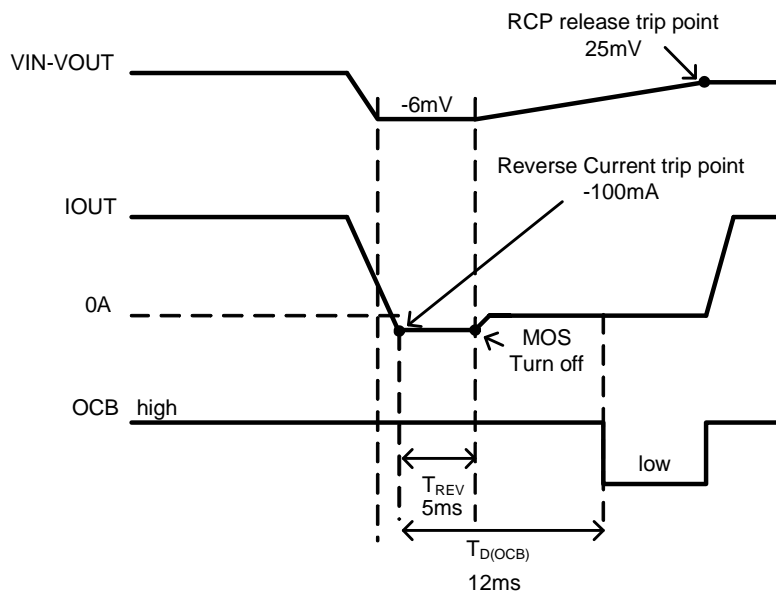 RCP release trip point
25mV
VIN-VOUT
-6mV
Reverse Current trip point
-100mA
IOUT
0A
MOS
Turn off
OCB high
low
TREV
5ms
TD(OCB)
12ms